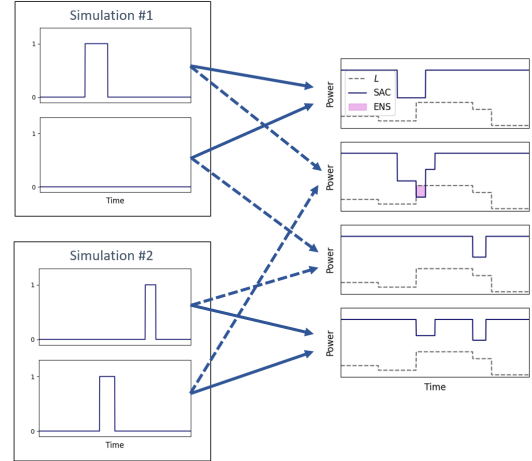 Simulation #1
1
0
1
0
Time
Simulation #2
1
0
1
0
Time
Power
L
SAC
ENS
Power
Power
Power
Time